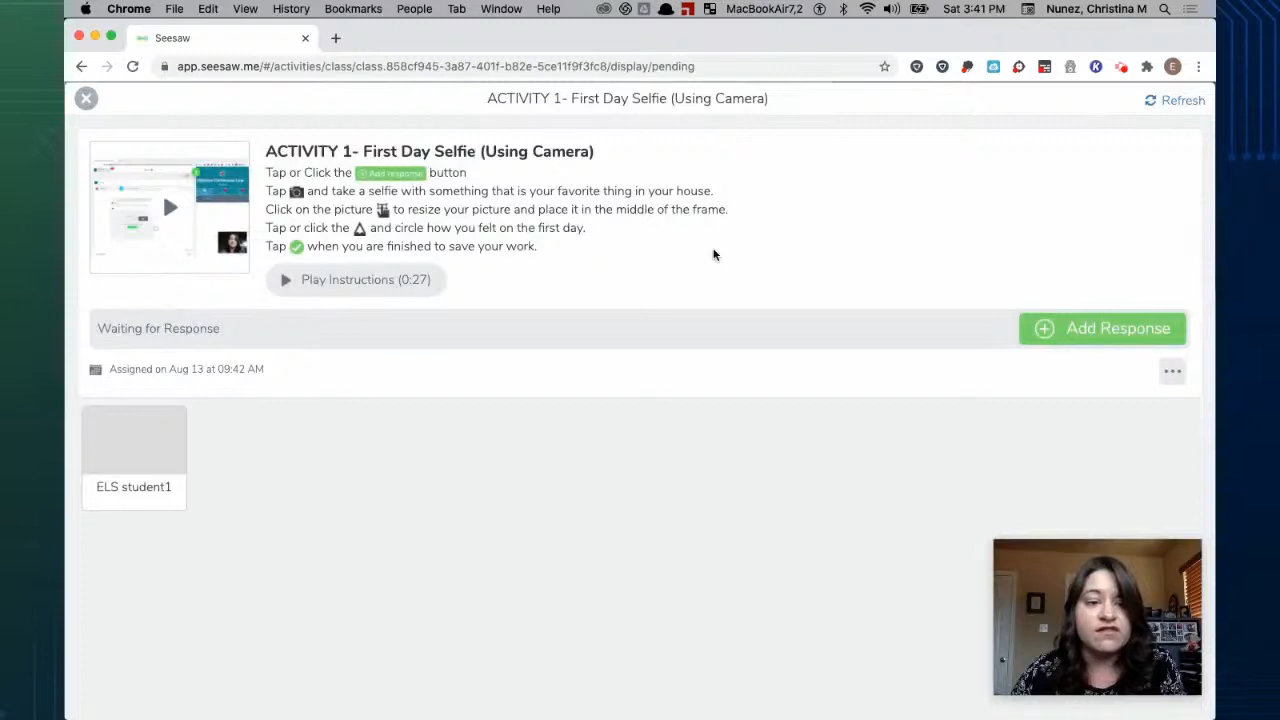 Chrome File Edit View History Bookmarks People Tab Window Help MacBookAir7,2 Sat 3:41 PM Nunez, Christina M
Seesaw
app.seesaw.me/#/activities/class/class.858cf945-3a87-401f-b82e-5ce11f9f3fc8/display/pending
E
ACTIVITY 1- First Day Selfie (Using Camera)
Refresh
ACTIVITY 1- First Day Selfie (Using Camera)
Tap or Click the Add response button
Tap and take a selfie with something that is your favorite thing in your house.
Click on the picture to resize your picture and place it in the middle of the frame.
Tap or click the and circle how you felt on the first day.
Tap when you are finished to save your work.
Play Instructions (0:27)
Waiting for Response
Add Response
Assigned on Aug 13 at 09:42 AM
ELS student1